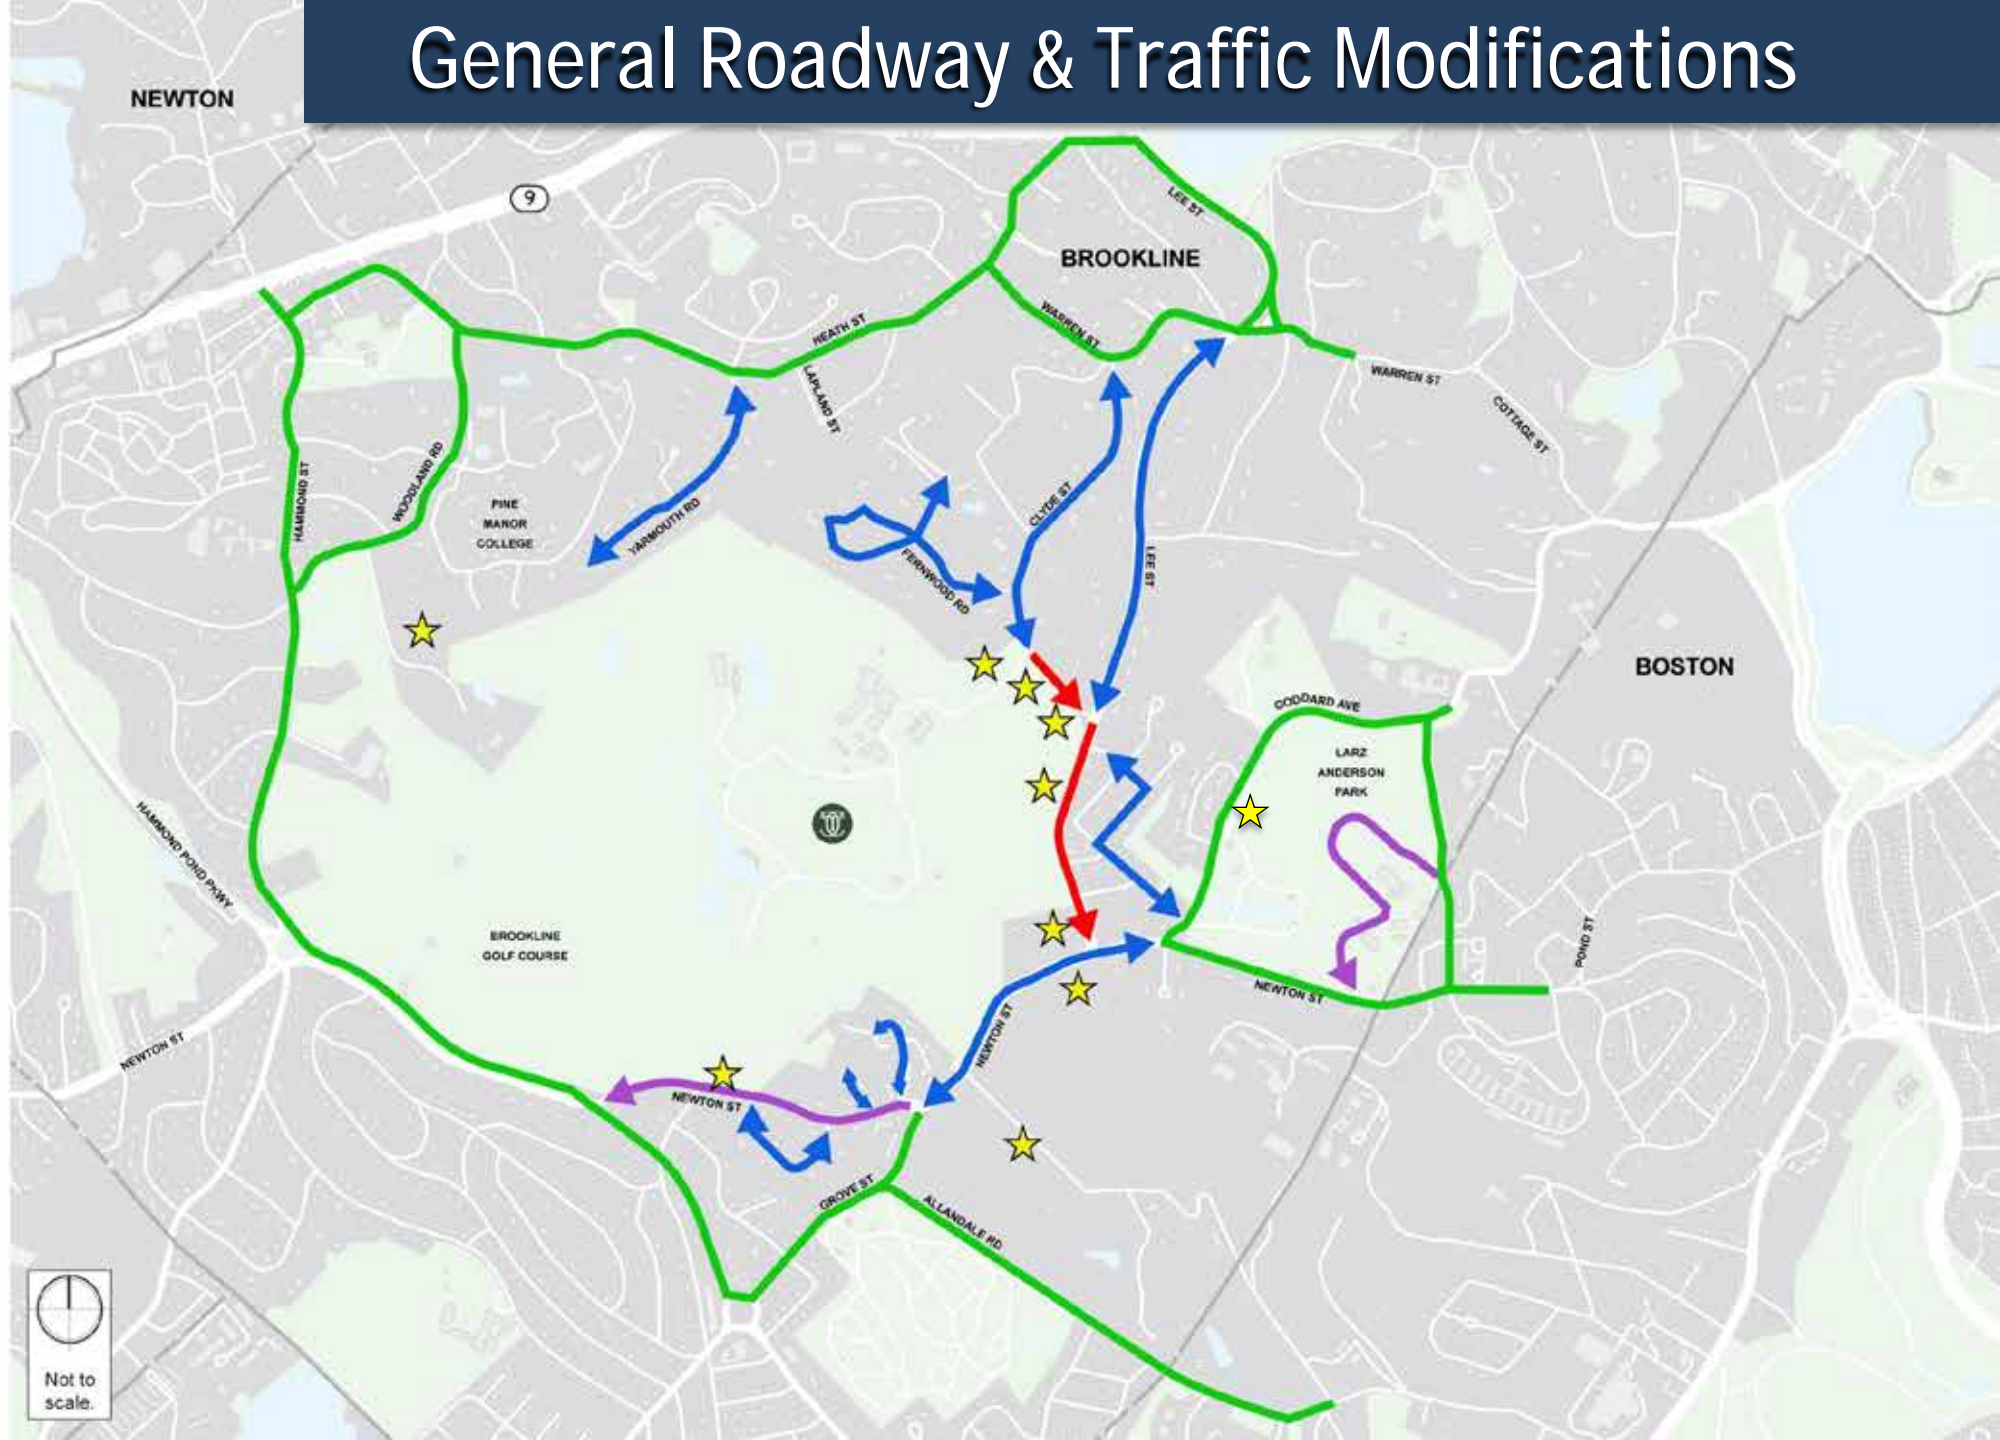 General Roadway & Traffic Modifications
NEWTON
9
LEE ST
BROOKLINE
WARREN ST
HEATH ST
LAPLAND ST
WARREN ST
COTTAGE ST
HAMMOND ST
WOODLAND RD
PINE
MANOR
COLLEGE
YARMOUTH RD
CLYDE ST
FERNWOOD RD
LEE ST
BOSTON
GODDARD AVE
LARZ
ANDERSON
PARK
HAMMOND POND PKWY
BROOKLINE
GOLF COURSE
POND ST
NEWTON ST
NEWTON ST
NEWTON ST
NEWTON ST
GROVE ST
ALLANDALE RD
Not to
scale.